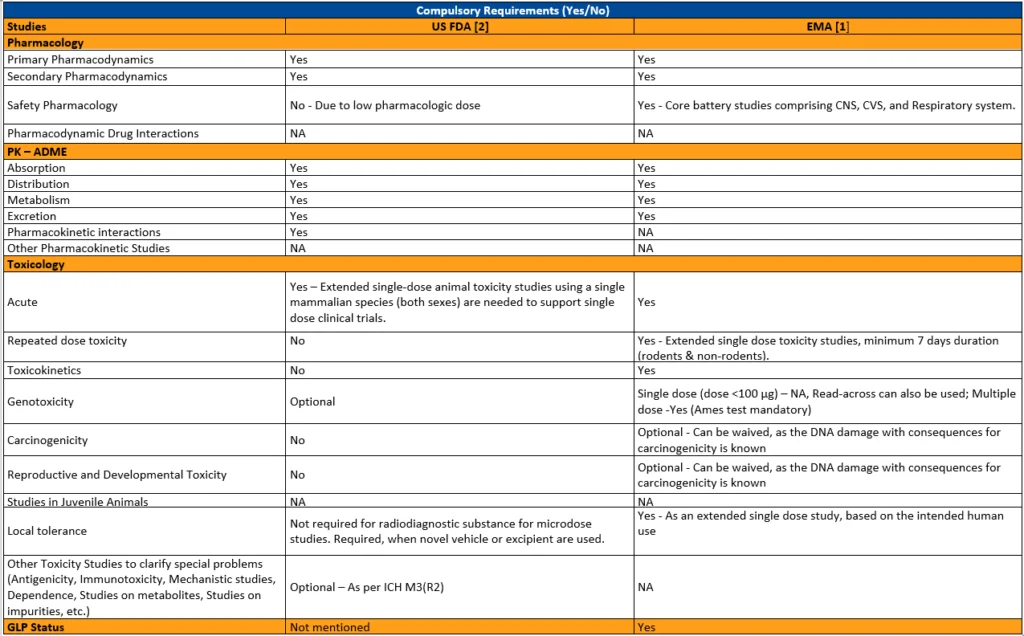 Compulsory Requirements (Yes/No)
Studies US FDA [2] EMA [1]
Pharmacology
Primary Pharmacodynamics Yes Yes
Secondary Pharmacodynamics Yes Yes
Safety Pharmacology No - Due to low pharmacologic dose Yes - Core battery studies comprising CNS, CVS, and Respiratory system.
Pharmacodynamic Drug Interactions NA NA
PK – ADME
Absorption Yes Yes
Distribution Yes Yes
Metabolism Yes Yes
Excretion Yes Yes
Pharmacokinetic interactions Yes NA
Other Pharmacokinetic Studies NA NA
Toxicology
Acute
Yes – Extended single-dose animal toxicity studies using a single
mammalian species (both sexes) are needed to support single
dose clinical trials.
Yes
Repeated dose toxicity No
Yes - Extended single dose toxicity studies, minimum 7 days duration
(rodents & non-rodents).
Toxicokinetics No Yes
Genotoxicity Optional
Single dose (dose <100 µg) – NA, Read-across can also be used; Multiple
dose -Yes (Ames test mandatory)
Carcinogenicity No
Optional - Can be waived, as the DNA damage with consequences for
carcinogenicity is known
Reproductive and Developmental Toxicity No
Optional - Can be waived, as the DNA damage with consequences for
carcinogenicity is known
Studies in Juvenile Animals NA NA
Local tolerance
Not required for radiodiagnostic substance for microdose
studies. Required, when novel vehicle or excipient are used.
Yes - As an extended single dose study, based on the intended human
use
Other Toxicity Studies to clarify special problems
(Antigenicity, Immunotoxicity, Mechanistic studies,
Dependence, Studies on metabolites, Studies on
impurities, etc.)
Optional – As per ICH M3(R2)
NA
GLP Status Not mentioned Yes